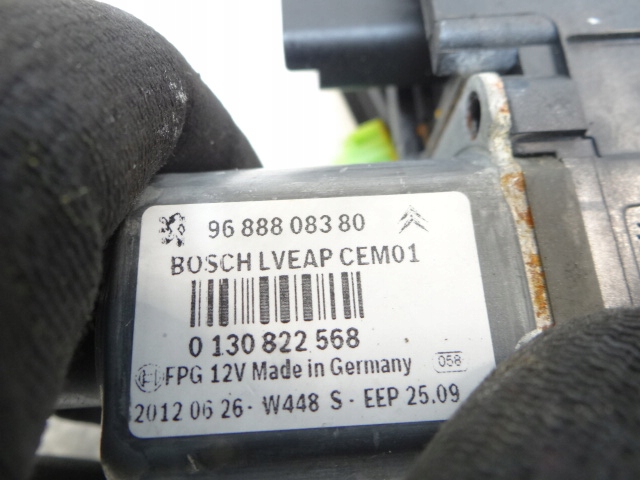 96 888 083 80
BOSCH LVEAP CEM01
0 130 822 568
FPG 12V Made in Germany 058
2012 06 26 - W448 S - EEP 25.09